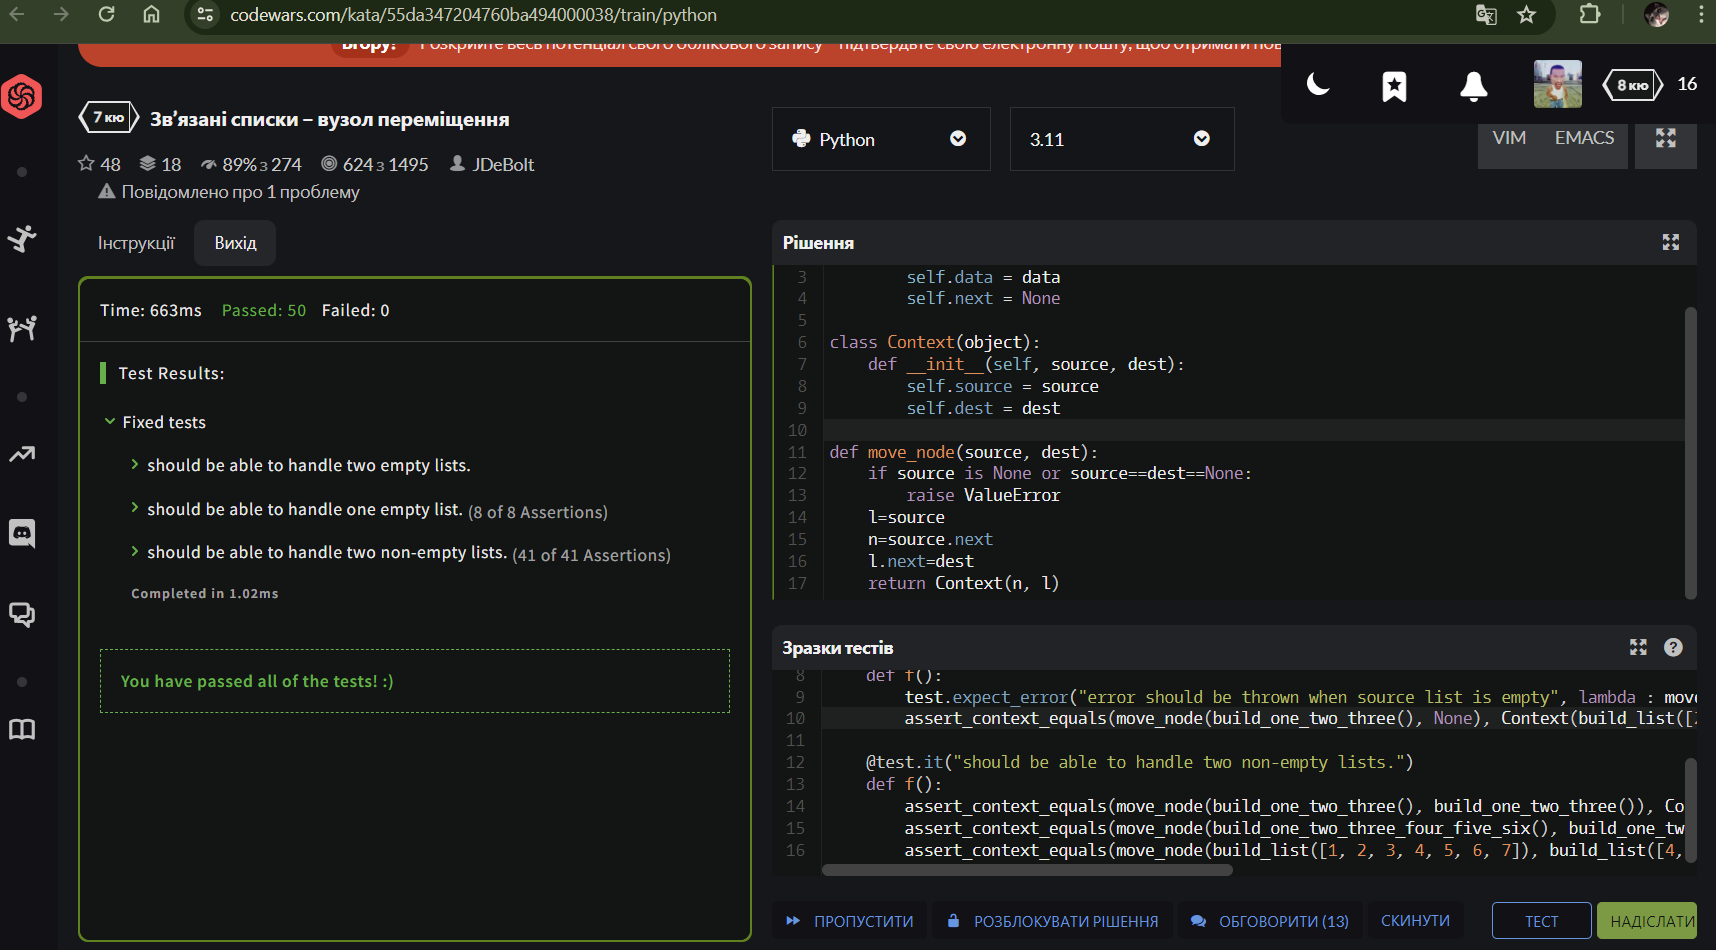 codewars.com/kata/55da347204760ba494000038/train/python
Вгору! Розкрийте весь потенціал свого облікового запису – підтвердьте свою електронну пошту, щоб отримати
8 кю 16
7 кю Зв’язані списки – вузол переміщення
48 18 89% з 274 624 з 1495 JDeBolt
Повідомлено про 1 проблему
Python
3.11
VIM EMACS
Інструкції Вихід
Time: 663ms Passed: 50 Failed: 0
Test Results:
Fixed tests
should be able to handle two empty lists.
should be able to handle one empty list. (8 of 8 Assertions)
should be able to handle two non-empty lists. (41 of 41 Assertions)
Completed in 1.02ms
You have passed all of the tests! :)
Рішення
3 self.data = data
4 self.next = None
5
6 class Context(object):
7 def __init__(self, source, dest):
8 self.source = source
9 self.dest = dest
10
11 def move_node(source, dest):
12 if source is None or source==dest==None:
13 raise ValueError
14 l=source
15 n=source.next
16 l.next=dest
17 return Context(n, l)
Зразки тестів
8 def f():
9 test.expect_error("error should be thrown when source list is empty", lambda : mov
10 assert_context_equals(move_node(build_one_two_three(), None), Context(build_list([
11
12 @test.it("should be able to handle two non-empty lists.")
13 def f():
14 assert_context_equals(move_node(build_one_two_three(), build_one_two_three()), Co
15 assert_context_equals(move_node(build_one_two_three_four_five_six(), build_one_tw
16 assert_context_equals(move_node(build_list([1, 2, 3, 4, 5, 6, 7]), build_list([4,
ПРОПУСТИТИ РОЗБЛОКУВАТИ РІШЕННЯ ОБГОВОРИТИ (13) СКИНУТИ ТЕСТ НАДІСЛАТИ